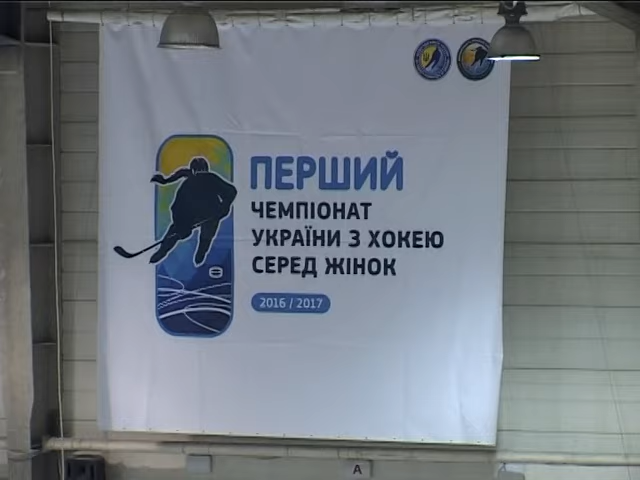 ПЕРШИЙ
ЧЕМПІОНАТ
УКРАЇНИ З ХОКЕЮ
СЕРЕД ЖІНОК
2016 / 2017
A